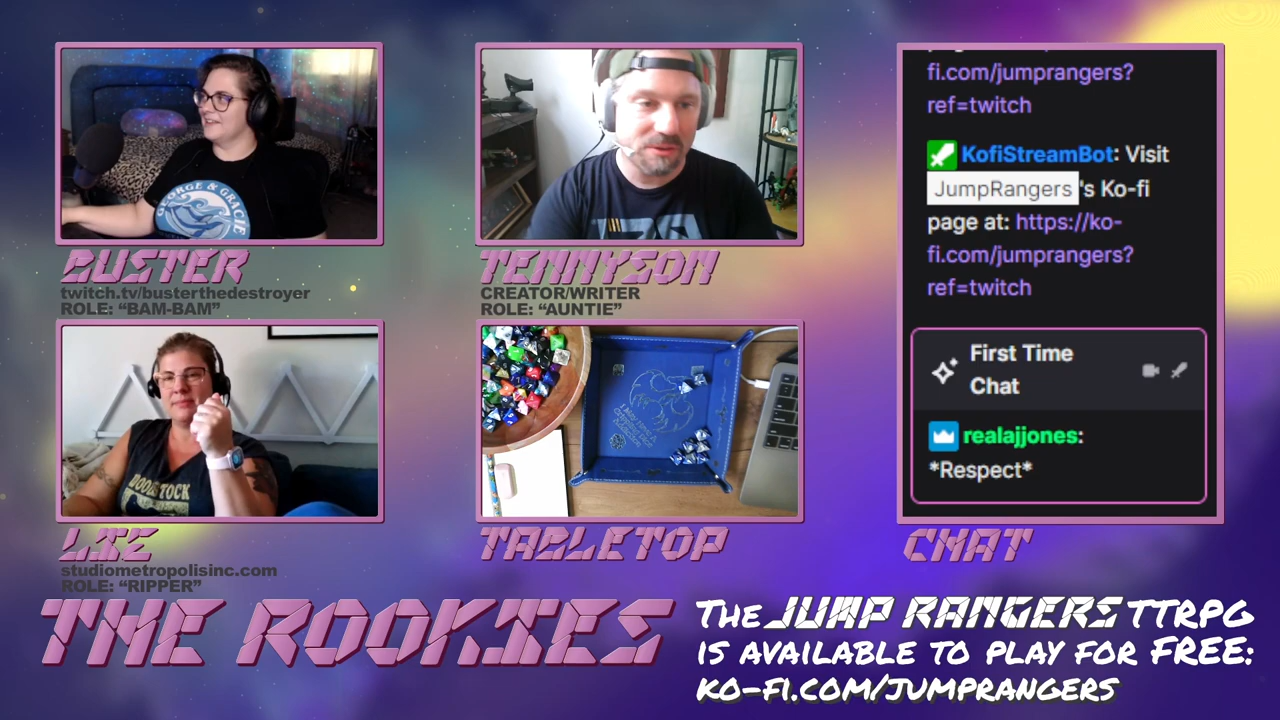 GEORGE & GRACIE
BUSTER
twitch.tv/busterthedestroyer
ROLE: “BAM-BAM”
TENNYSON
CREATOR/WRITER
ROLE: “AUNTIE”
WOODSTOCK
LIZ
studiometropolisinc.com
ROLE: “RIPPER”
TABLETOP
fi.com/jumprangers?
ref=twitch
KofiStreamBot: Visit
JumpRangers's Ko-fi
page at: https://ko-
fi.com/jumprangers?
ref=twitch
First Time
Chat
realajjones:
*Respect*
CHAT
THE ROOKIES
THE JUMP RANGERS TTRPG
IS AVAILABLE TO PLAY FOR FREE:
KO-FI.COM/JUMPRANGERS